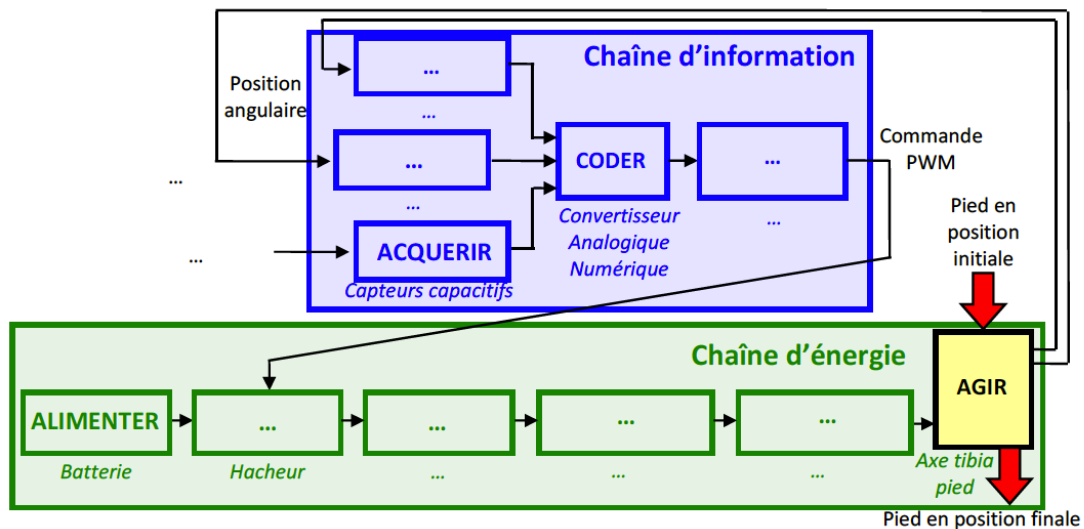 ...
Chaîne d'information
Position
angulaire
...
...
CODER
...
Commande
PWM
...
...
...
Convertisseur
Analogique
Numérique
Pied en
position
initiale
...
ACQUERIR
Capteurs capacitifs
Chaîne d'énergie
AGIR
ALIMENTER
...
...
...
...
Batterie
Hacheur
...
...
...
Axe tibia
pied
Pied en position finale